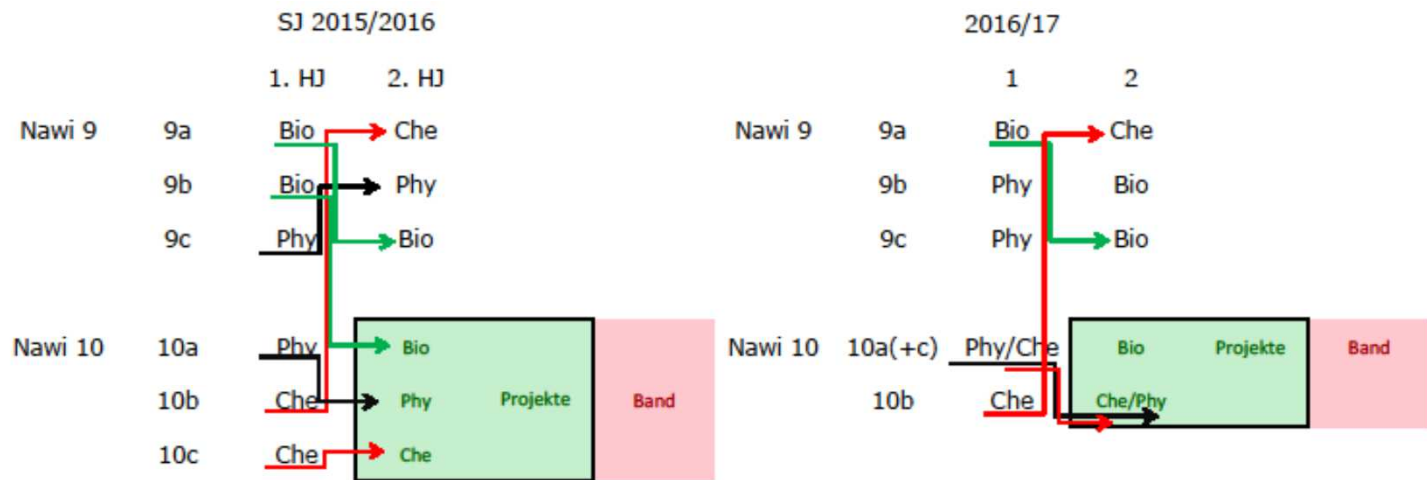 SJ 2015/2016
1. HJ 2. HJ
Nawi 9 9a Bio Che
9b Bio Phy
9c Phy Bio
Nawi 10 10a Phy Bio
10b Che Phy Projekte Band
10c Che Che
2016/17
1 2
Nawi 9 9a Bio Che
9b Phy Bio
9c Phy Bio
Nawi 10 10a(+c) Phy/Che Bio Projekte Band
10b Che Che/Phy